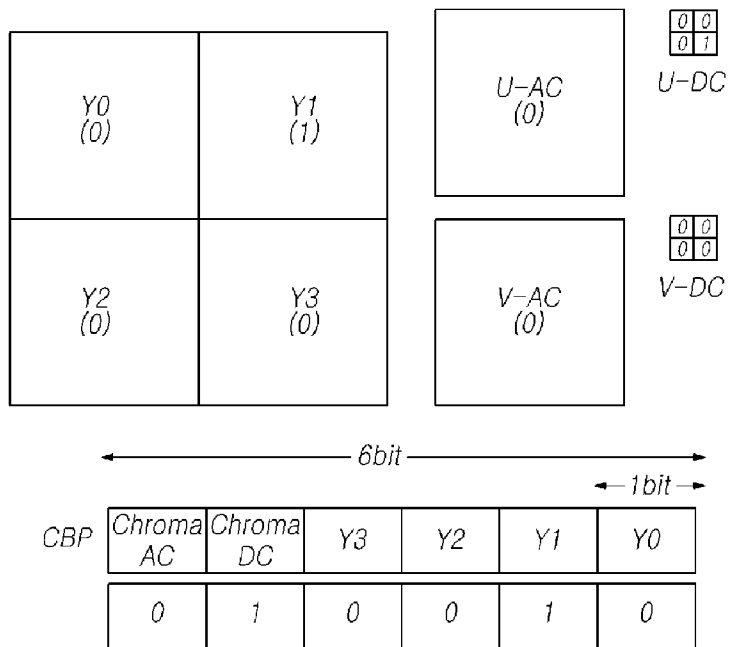 Y0
(0)
Y1
(1)
Y2
(0)
Y3
(0)
U-AC
(0)
0 0
0 1
U-DC
V-AC
(0)
0 0
0 0
V-DC
6bit
1bit
CBP
Chroma AC
Chroma DC
Y3
Y2
Y1
Y0
0 1 0 0 1 0